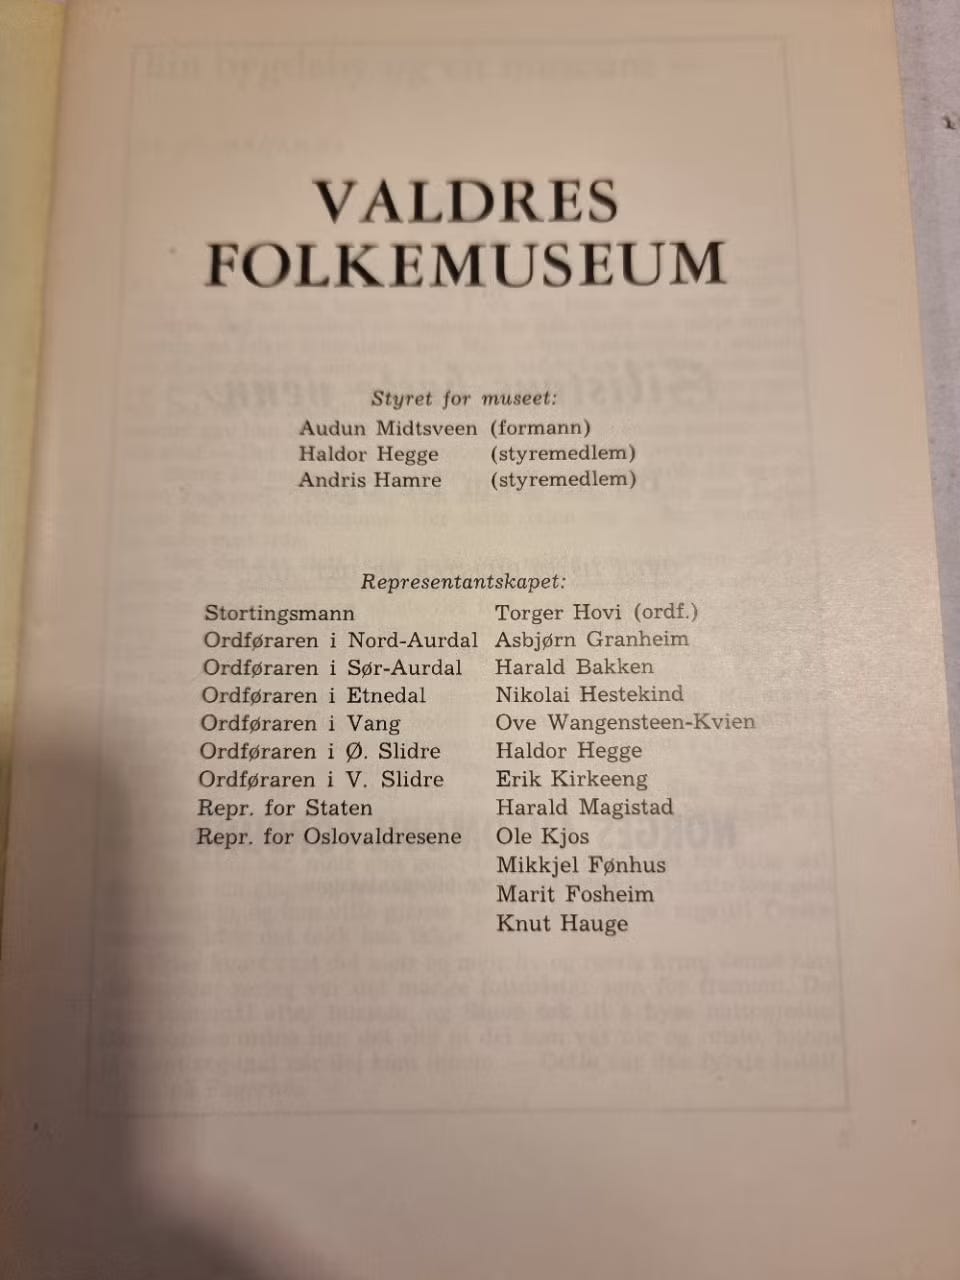 VALDRES
FOLKEMUSEUM
Styret for museet:
Audun Midtsveen (formann)
Haldor Hegge (styremedlem)
Andris Hamre (styremedlem)
Representantskapet:
Stortingsmann Torger Hovi (ordf.)
Ordføraren i Nord-Aurdal Asbjørn Granheim
Ordføraren i Sør-Aurdal Harald Bakken
Ordføraren i Etnedal Nikolai Hestekind
Ordføraren i Vang Ove Wangensteen-Kvien
Ordføraren i Ø. Slidre Haldor Hegge
Ordføraren i V. Slidre Erik Kirkeeng
Repr. for Staten Harald Magistad
Repr. for Oslovaldresene Ole Kjos
Mikkjel Fønhus
Marit Fosheim
Knut Hauge